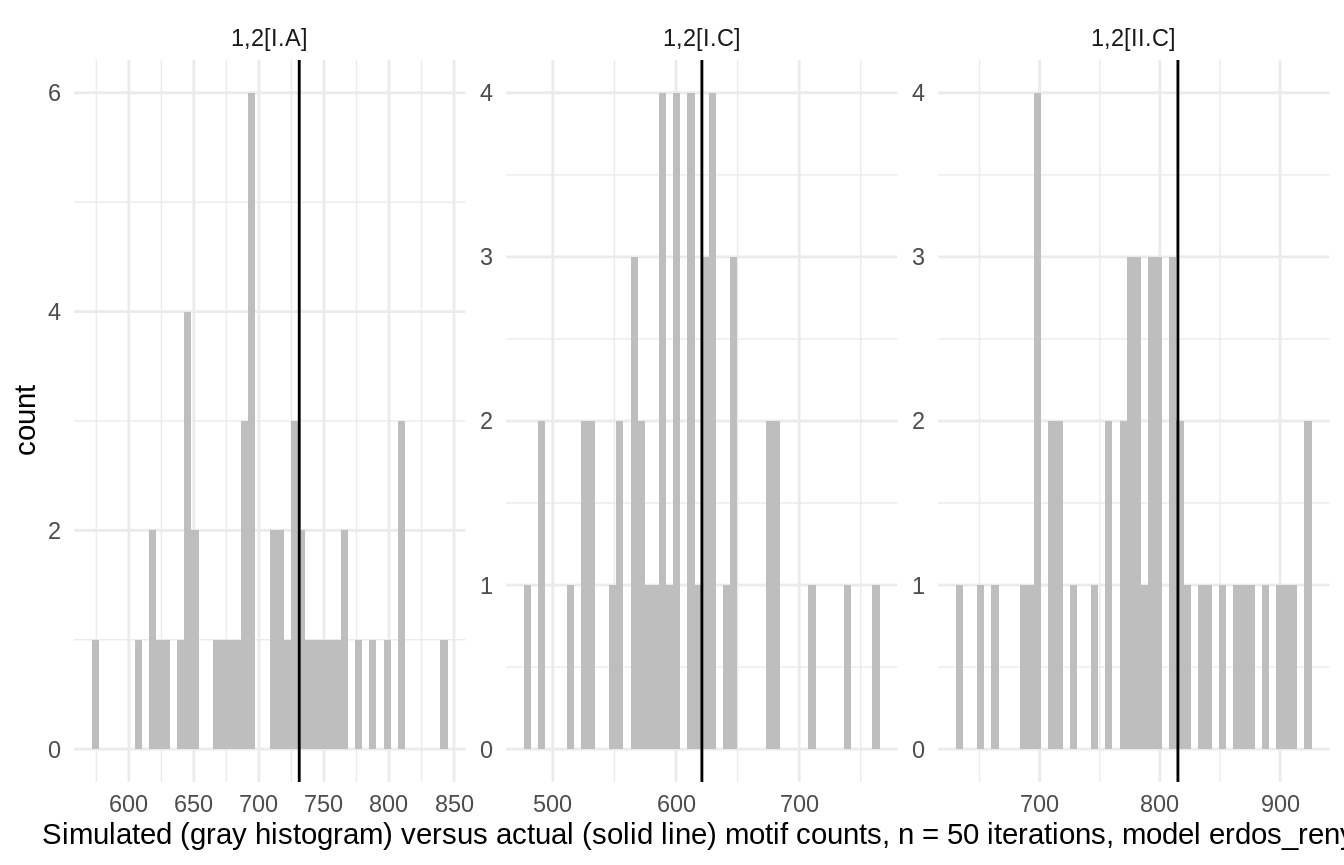 1,2[I.A] 1,2[I.C] 1,2[II.C]
count
6
4
2
0
4
3
2
1
0
4
3
2
1
0
600 650 700 750 800 850
500 600 700
700 800 900
Simulated (gray histogram) versus actual (solid line) motif counts, n = 50 iterations, model